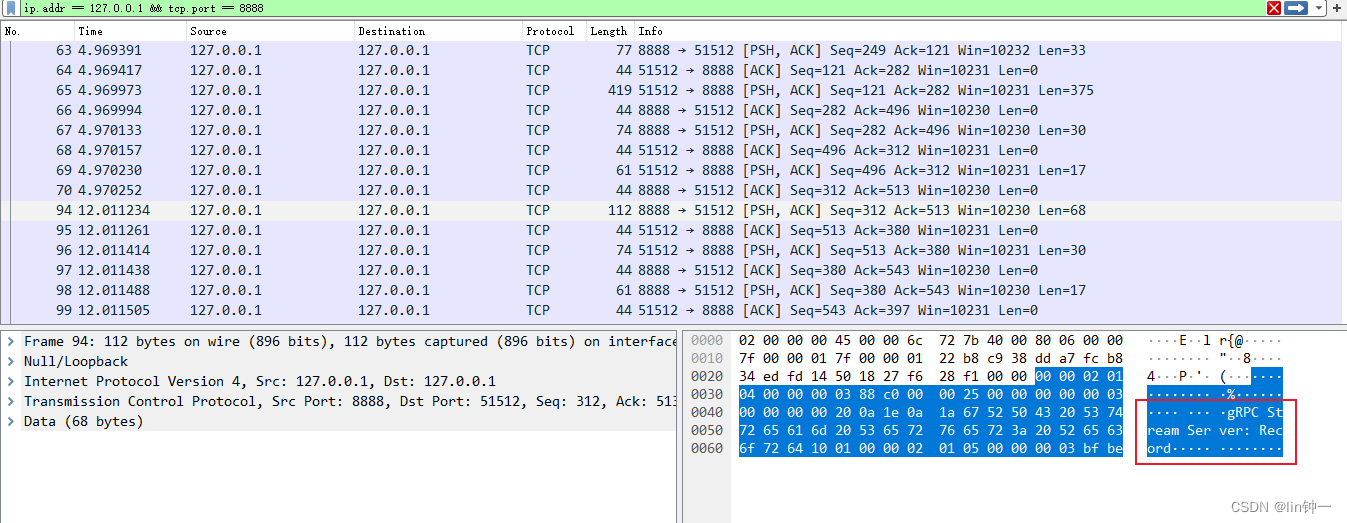 ip.addr == 127.0.0.1 && tcp.port == 8888
No. Time Source Destination Protocol Length Info
63 4.969391 127.0.0.1 127.0.0.1 TCP 77 8888 → 51512 [PSH, ACK] Seq=249 Ack=121 Win=10232 Len=33
64 4.969417 127.0.0.1 127.0.0.1 TCP 44 51512 → 8888 [ACK] Seq=121 Ack=282 Win=10231 Len=0
65 4.969973 127.0.0.1 127.0.0.1 TCP 419 51512 → 8888 [PSH, ACK] Seq=121 Ack=282 Win=10231 Len=375
66 4.969994 127.0.0.1 127.0.0.1 TCP 44 8888 → 51512 [ACK] Seq=282 Ack=496 Win=10230 Len=0
67 4.970133 127.0.0.1 127.0.0.1 TCP 74 8888 → 51512 [PSH, ACK] Seq=282 Ack=496 Win=10230 Len=30
68 4.970157 127.0.0.1 127.0.0.1 TCP 44 51512 → 8888 [ACK] Seq=496 Ack=312 Win=10231 Len=0
69 4.970230 127.0.0.1 127.0.0.1 TCP 61 51512 → 8888 [PSH, ACK] Seq=496 Ack=312 Win=10231 Len=17
70 4.970252 127.0.0.1 127.0.0.1 TCP 44 8888 → 51512 [ACK] Seq=312 Ack=513 Win=10230 Len=0
94 12.011234 127.0.0.1 127.0.0.1 TCP 112 8888 → 51512 [PSH, ACK] Seq=312 Ack=513 Win=10230 Len=68
95 12.011261 127.0.0.1 127.0.0.1 TCP 44 51512 → 8888 [ACK] Seq=513 Ack=380 Win=10231 Len=0
96 12.011414 127.0.0.1 127.0.0.1 TCP 74 51512 → 8888 [PSH, ACK] Seq=513 Ack=380 Win=10231 Len=30
97 12.011438 127.0.0.1 127.0.0.1 TCP 44 8888 → 51512 [ACK] Seq=380 Ack=543 Win=10230 Len=0
98 12.011488 127.0.0.1 127.0.0.1 TCP 61 8888 → 51512 [PSH, ACK] Seq=380 Ack=543 Win=10230 Len=17
99 12.011505 127.0.0.1 127.0.0.1 TCP 44 51512 → 8888 [ACK] Seq=543 Ack=397 Win=10231 Len=0
Frame 94: 112 bytes on wire (896 bits), 112 bytes captured (896 bits) on interface
Null/Loopback
Internet Protocol Version 4, Src: 127.0.0.1, Dst: 127.0.0.1
Transmission Control Protocol, Src Port: 8888, Dst Port: 51512, Seq: 312, Ack: 513
Data (68 bytes)
0000 02 00 00 00 45 00 00 6c 72 7b 40 00 80 06 00 00 ····E··l r{@·····
0010 7f 00 00 01 7f 00 00 01 22 b8 c9 38 dd a7 fc b8 ········ "··8····
0020 34 ed fd 14 50 18 27 f6 28 f1 00 00 00 00 02 01 4···P·'· (·······
0030 04 00 00 00 03 88 c0 00 00 25 00 00 00 00 00 03 ········ ·%······
0040 00 00 00 00 20 0a 1e 0a 1a 67 52 50 43 20 53 74 ···· ··· ·gRPC St
0050 72 65 61 6d 20 53 65 72 76 65 72 3a 20 52 65 63 ream Ser ver: Rec
0060 6f 72 64 10 01 00 00 02 01 05 00 00 00 03 bf be ord····· ········
CSDN @lin钟一